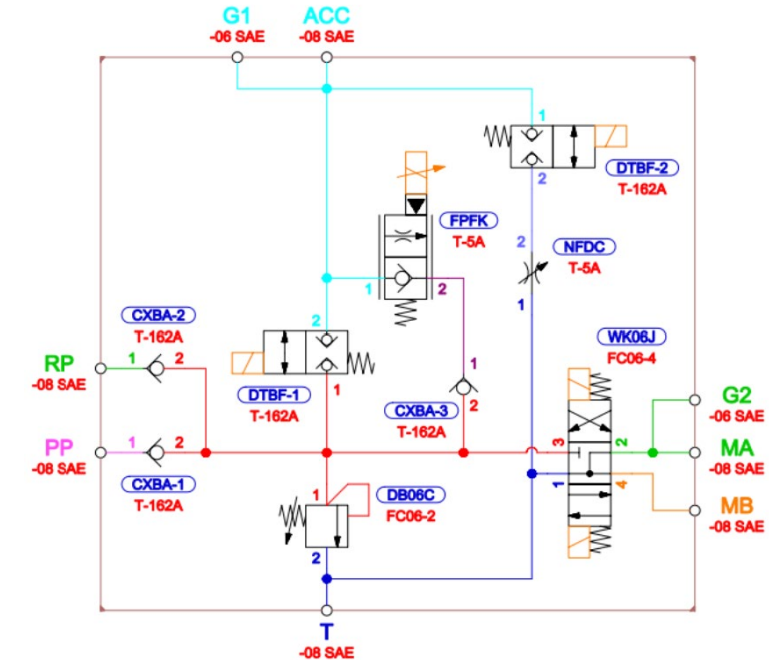 G1
-06 SAE
ACC
-08 SAE
1
DTBF-2
T-162A
2
FPFK
T-5A
2
NFDC
T-5A
1
1
2
CXBA-2
T-162A
2
WK06J
FC06-4
RP
-08 SAE
1
2
DTBF-1
T-162A
1
1
CXBA-3
T-162A
2
G2
-06 SAE
PP
-08 SAE
1
2
3
2
MA
-08 SAE
CXBA-1
T-162A
1
4
1
DB06C
FC06-2
MB
-08 SAE
2
T
-08 SAE